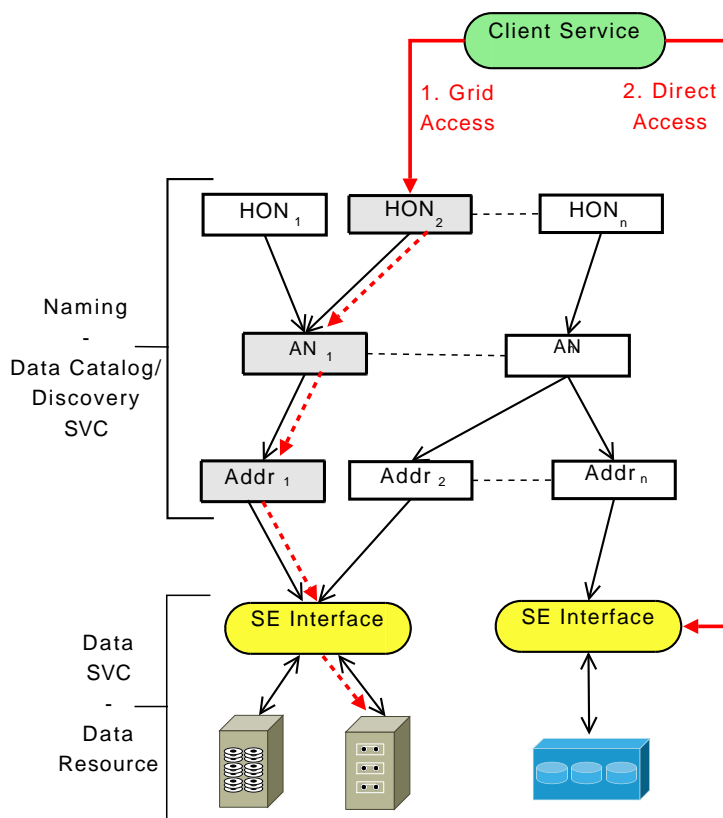 Client Service
1. Grid
Access
2. Direct
Access
HON 1
HON 2
HON n
Naming
-
Data Catalog/
Discovery
SVC
AN 1
AN n
Addr 1
Addr 2
Addr n
SE Interface
SE Interface
Data
SVC
-
Data
Resource